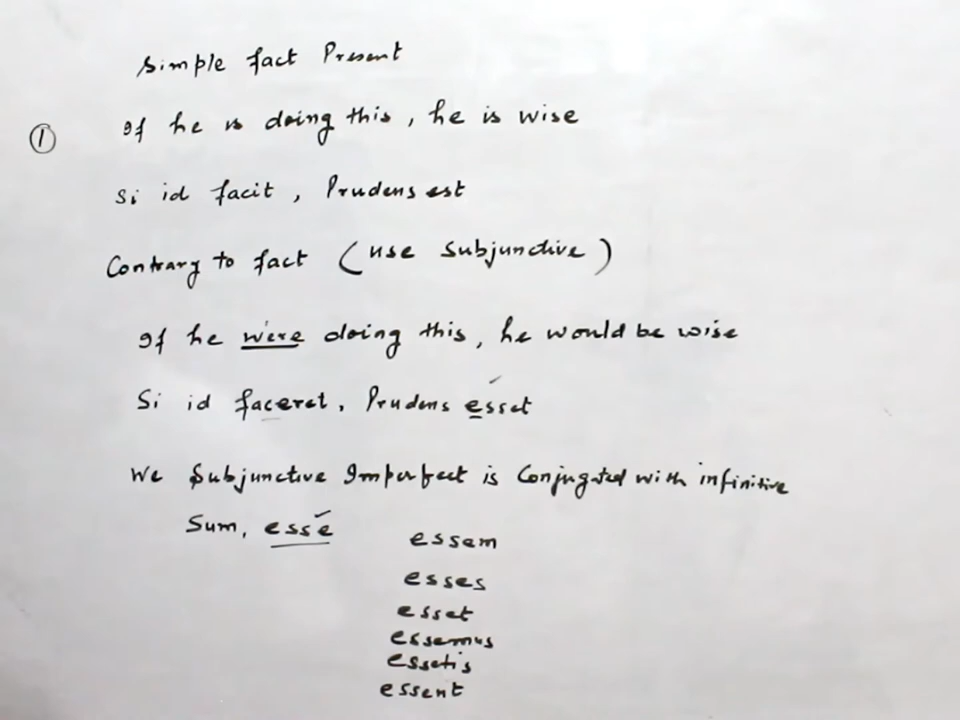 Simple fact Present
① If he is doing this, he is wise
Si id facit, Prudens est
Contrary to fact (use Subjunctive)
If he were doing this, he would be wise
Si id faceret, Prudens esset
We Subjunctive Imperfect is Conjugated with infinitive
Sum, esse
essem
esses
esset
essemus
essetis
essent